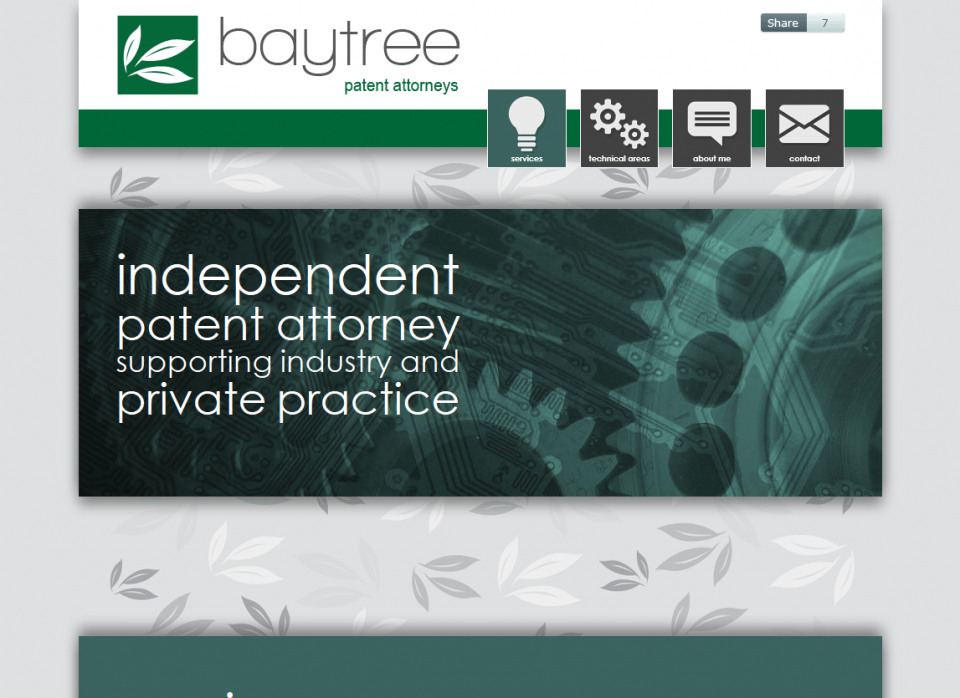 baytree
patent attorneys
Share 7
services
technical areas
about me
contact
independent
patent attorney
supporting industry and
private practice